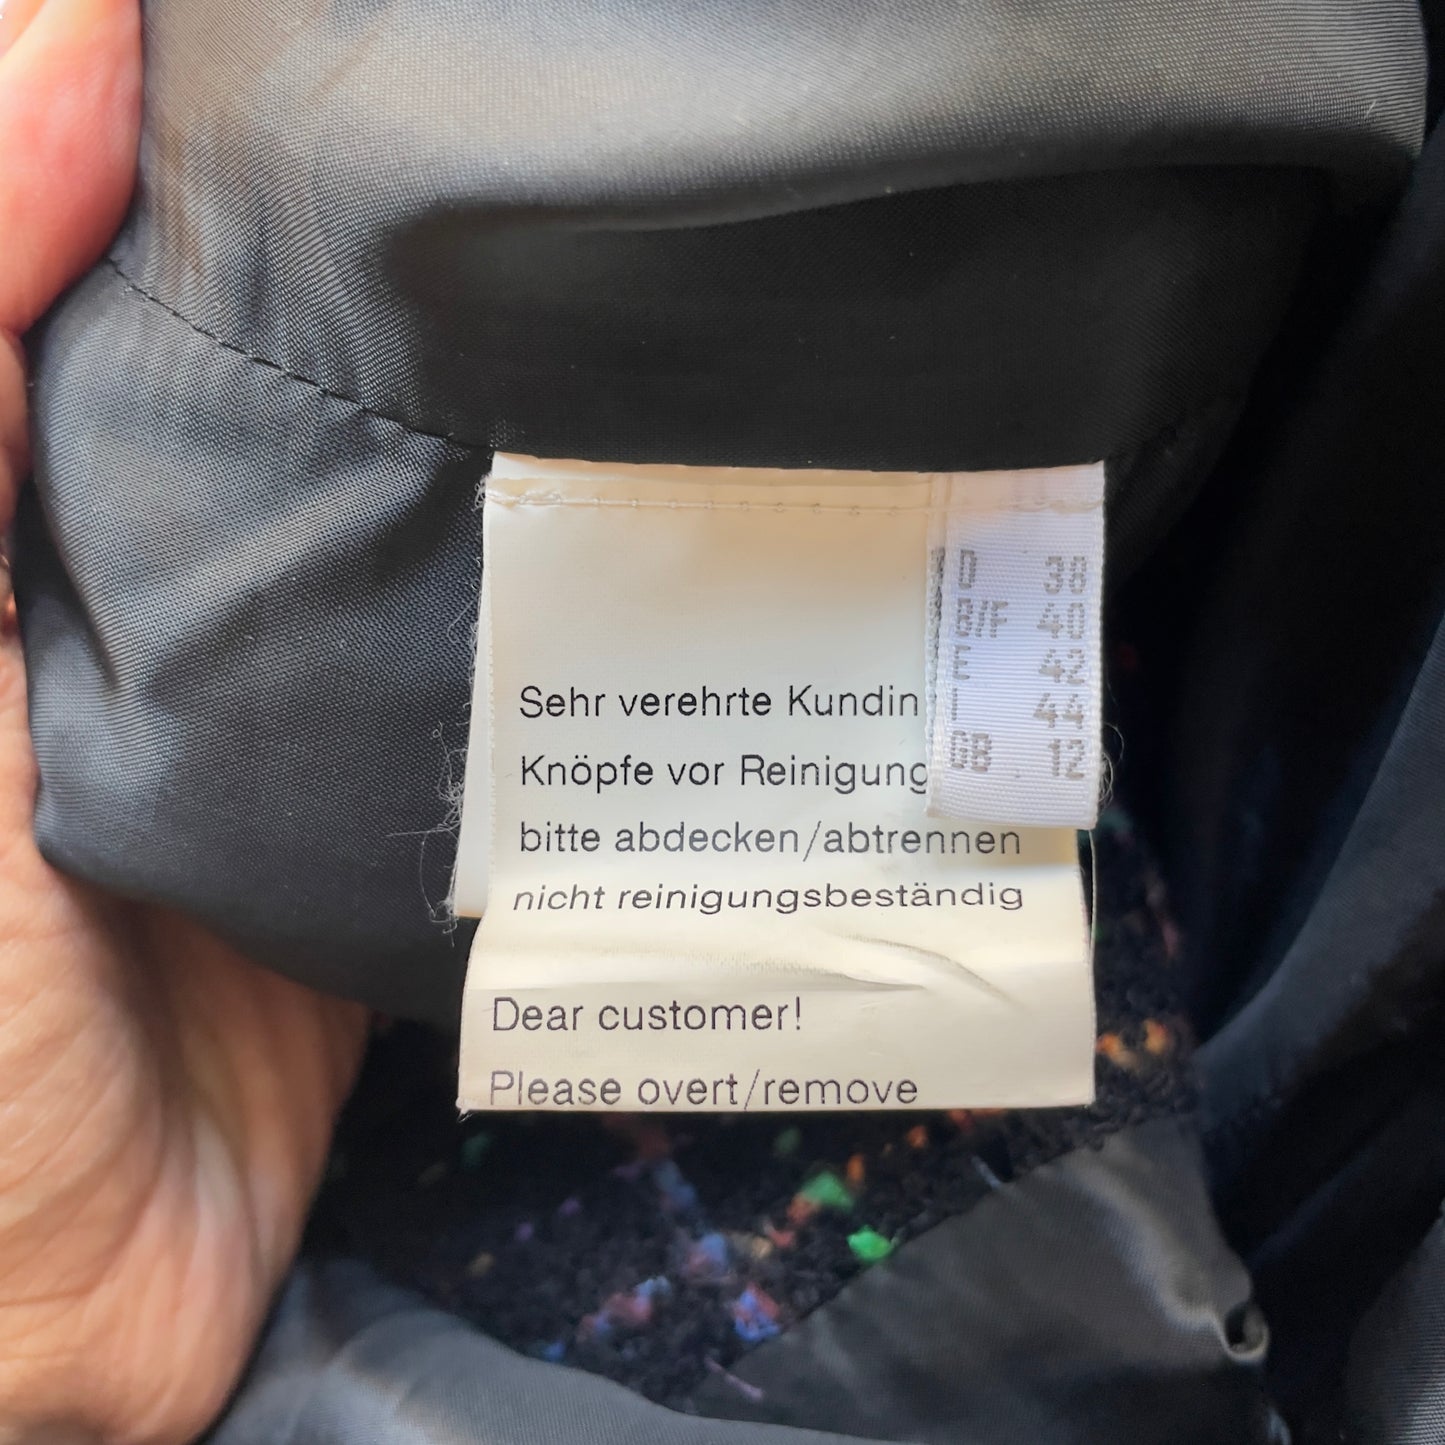 Sehr verehrte Kundin
Knöpfe vor Reinigung
bitte abdecken/abtrennen
nicht reinigungsbeständig
Dear customer!
Please overt/remove
D 38
B/F 40
E 42
I 44
GB 12